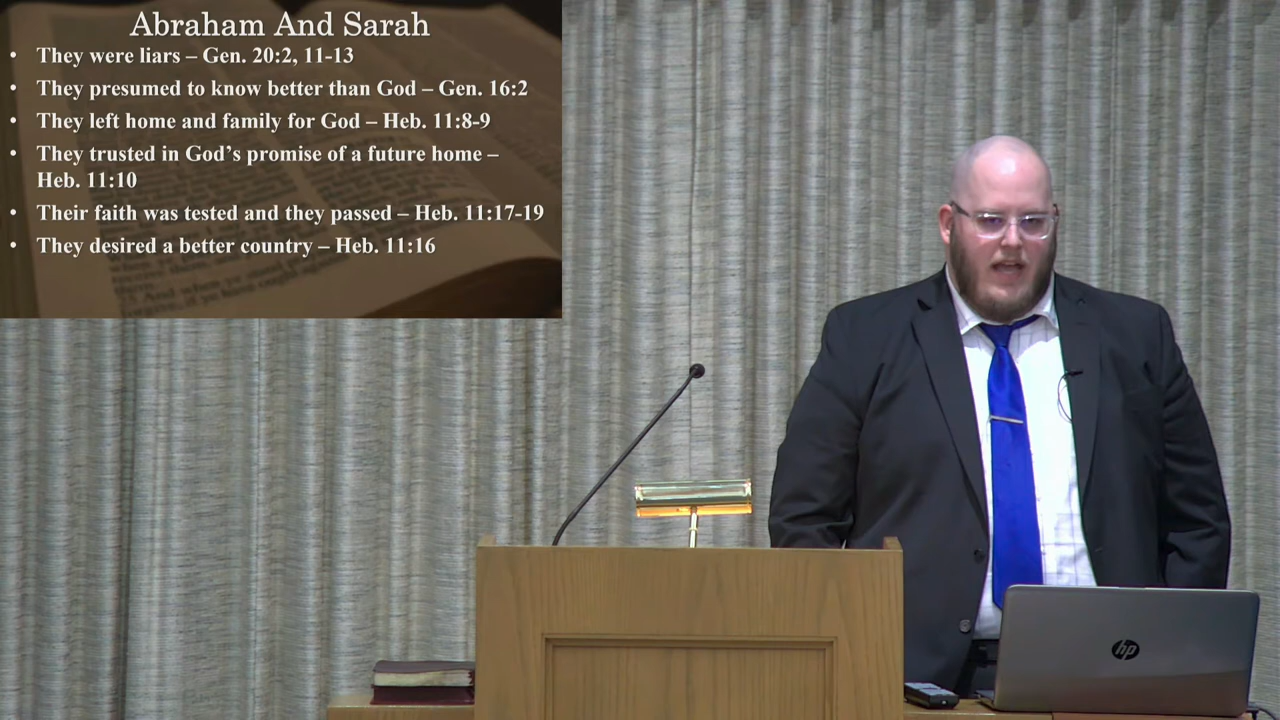 Abraham And Sarah
• They were liars – Gen. 20:2, 11-13
• They presumed to know better than God – Gen. 16:2
• They left home and family for God – Heb. 11:8-9
• They trusted in God's promise of a future home –
Heb. 11:10
• Their faith was tested and they passed – Heb. 11:17-19
• They desired a better country – Heb. 11:16
hp